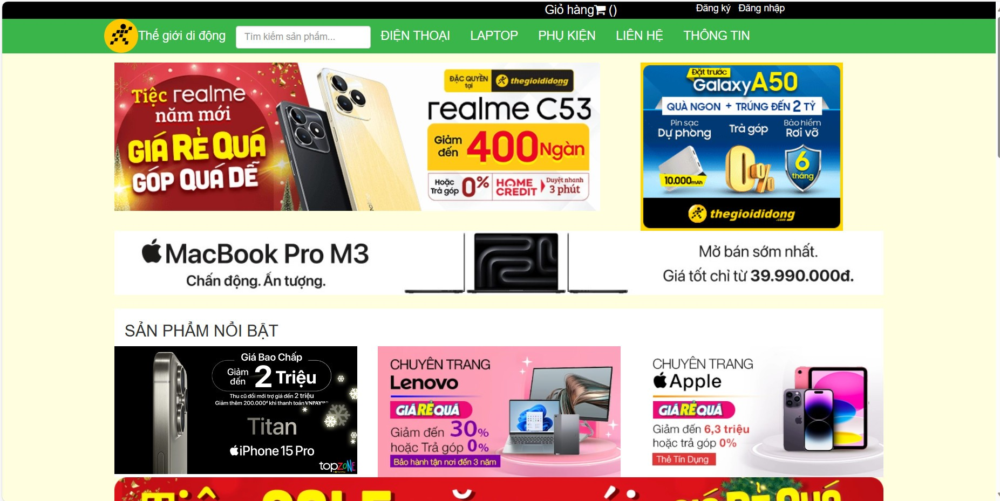 Giỏ hàng ()
Đăng ký Đăng nhập
Thế giới di động
Tìm kiếm sản phẩm...
ĐIỆN THOẠI LAPTOP PHỤ KIỆN LIÊN HỆ THÔNG TIN
Tiệc realme
năm mới
GIÁ RẺ QUÁ
GÓP QUÁ DỄ
ĐẶC QUYỀN
tại
thegioididong
.com
realme C53
Giảm
đến
400 Ngàn
Hoặc
Trả góp
0%
HOME
CREDIT
Duyệt nhanh
3 phút
realme
Đặt trước
Galaxy A50
QUÀ NGON + TRÚNG ĐẾN 2 TỶ
Pin sạc
Dự phòng
10.000mAh
Trả góp
0%
Bảo hiểm
Rơi vỡ
6
tháng
thegioididong
.com
MacBook Pro M3
Chấn động. Ấn tượng.
Mở bán sớm nhất.
Giá tốt chỉ từ 39.990.000đ.
SẢN PHẨM NỔI BẬT
Giá Bao Chấp
Giảm
đến
2 Triệu
Thu cũ đổi mới trợ giá đến 2 triệu
Giảm thêm 200.000đ khi thanh toán VNPAY
Titan
iPhone 15 Pro
topzone
CHUYÊN TRANG
Lenovo
GIÁ RẺ QUÁ
Giảm đến 30%
hoặc Trả góp 0%
Bảo hành tận nơi đến 3 năm
CHUYÊN TRANG
Apple
GIÁ RẺ QUÁ
Giảm đến 6,3 triệu
hoặc trả góp 0%
Thẻ Tín Dụng